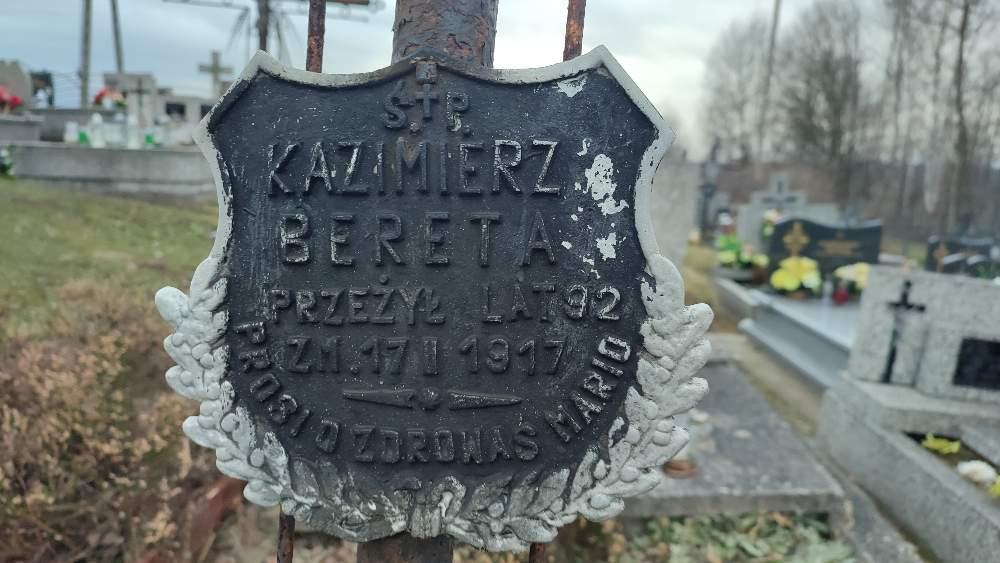 Ś.†P.
KAZIMIERZ
BERETA
PRZEŻYŁ LAT 92
ZM. 17 II 1917
PROSI O ZDROWAS MARIO